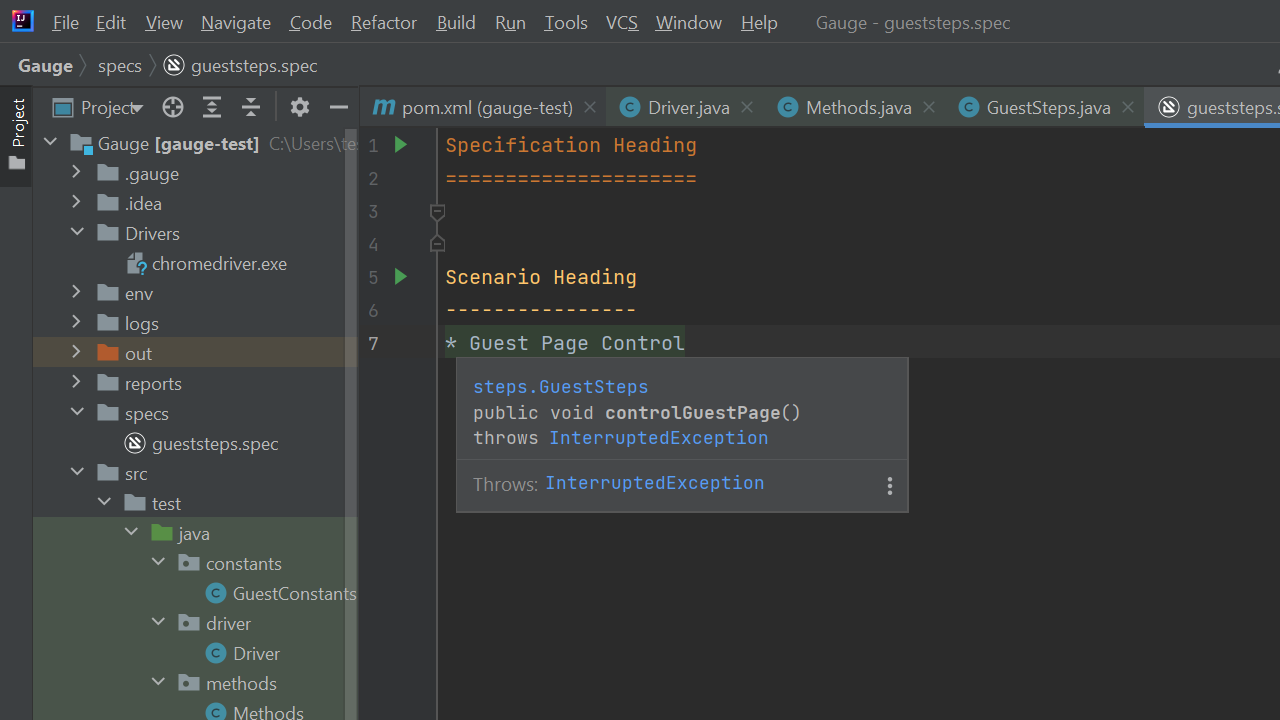 File Edit View Navigate Code Refactor Build Run Tools VCS Window Help Gauge - gueststeps.spec
Gauge specs gueststeps.spec
Project
Project
pom.xml (gauge-test) Driver.java Methods.java GuestSteps.java gueststeps.s
Gauge [gauge-test] C:\Users\tes
.gauge
.idea
Drivers
chromedriver.exe
env
logs
out
reports
specs
gueststeps.spec
src
test
java
constants
GuestConstants
driver
Driver
methods
Methods
1 Specification Heading
2 =====================
3
4
5 Scenario Heading
6 ----------------
7 * Guest Page Control
steps.GuestSteps
public void controlGuestPage()
throws InterruptedException
Throws: InterruptedException